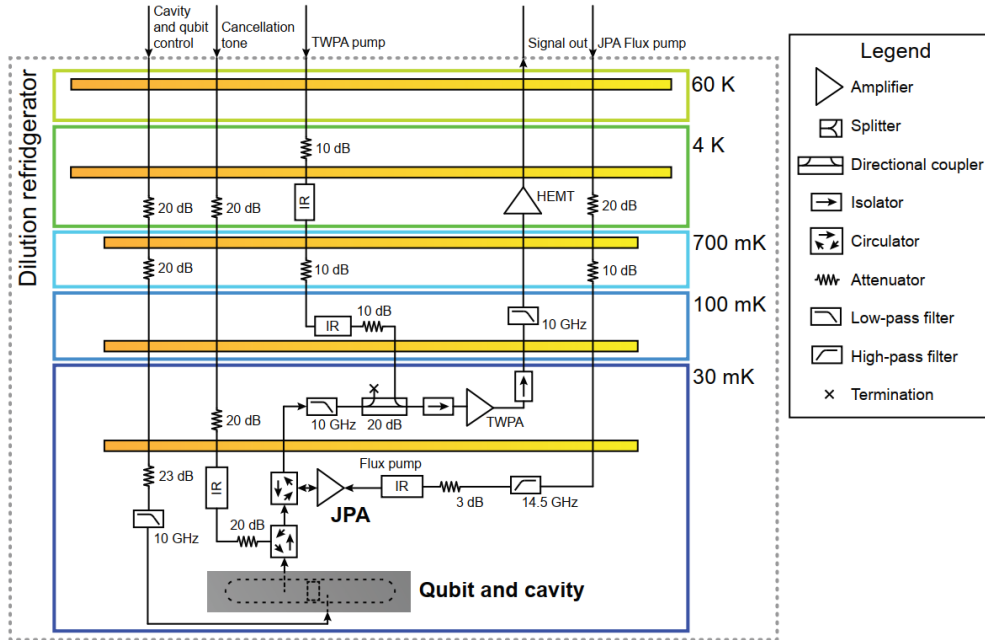 Cavity
and qubit
control
Cancellation
tone
TWPA pump
Signal out
JPA Flux pump
Dilution refridgerator
60 K
10 dB
4 K
IR
HEMT
20 dB
20 dB
20 dB
700 mK
20 dB
10 dB
10 dB
100 mK
10 dB
IR
10 GHz
30 mK
20 dB
10 GHz
20 dB
TWPA
Flux pump
23 dB
IR
IR
JPA
3 dB
14.5 GHz
10 GHz
20 dB
Qubit and cavity
Legend
Amplifier
Splitter
Directional coupler
Isolator
Circulator
Attenuator
Low-pass filter
High-pass filter
Termination